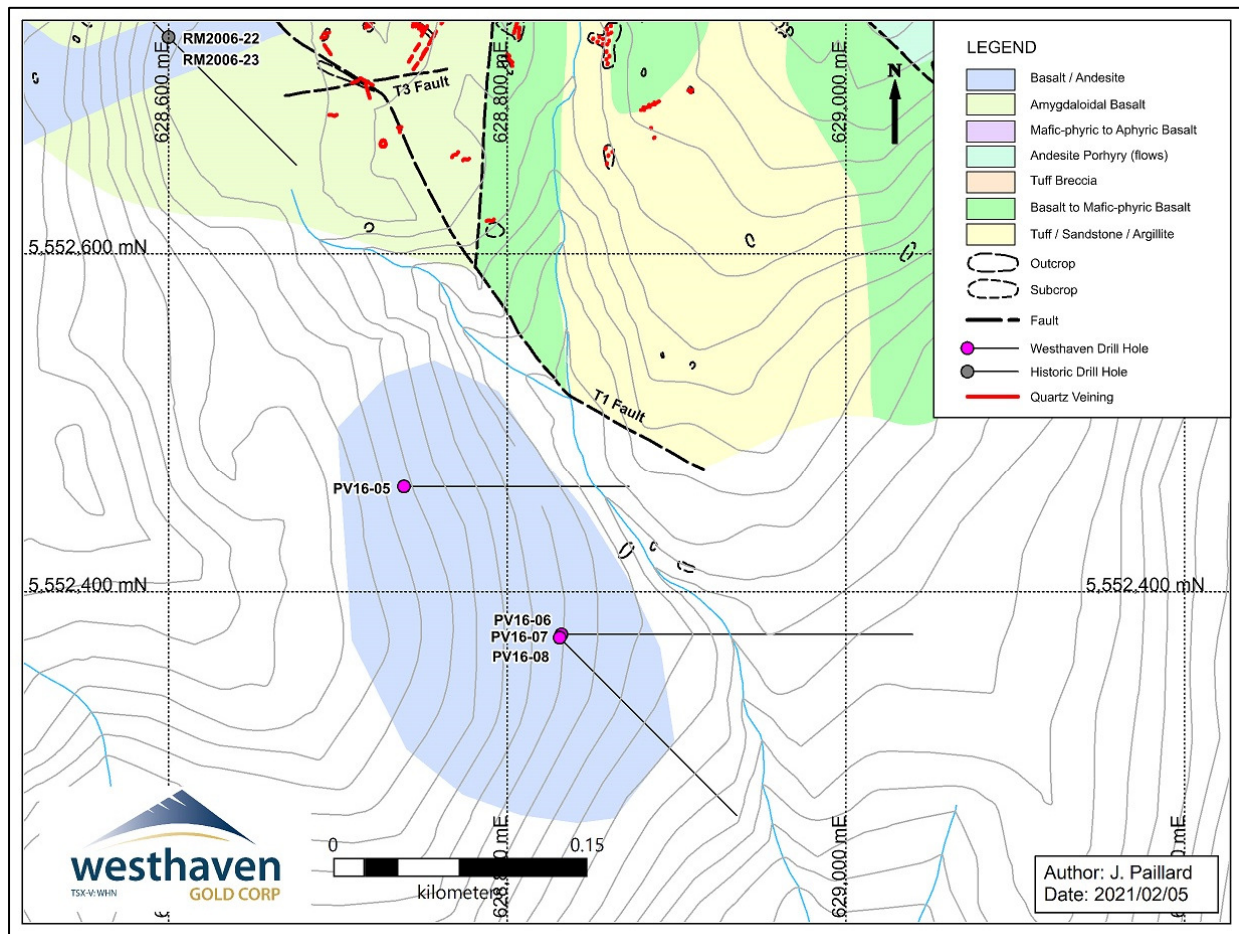 RM2006-22
RM2006-23
628,600 mE
628,800 mE
629,000 mE
T3 Fault
N
LEGEND
Basalt / Andesite
Amygdaloidal Basalt
Mafic-phyric to Aphyric Basalt
Andesite Porhyry (flows)
Tuff Breccia
Basalt to Mafic-phyric Basalt
Tuff / Sandstone / Argillite
Outcrop
Subcrop
Fault
Westhaven Drill Hole
Historic Drill Hole
Quartz Veining
5,552,600 mN
T1 Fault
PV16-05
5,552,400 mN
5,552,400 mN
PV16-06
PV16-07
PV16-08
westhaven
TSX-V: WHN
GOLD CORP
0
0.15
kilometers
629,000 mE
mE
Author: J. Paillard
Date: 2021/02/05